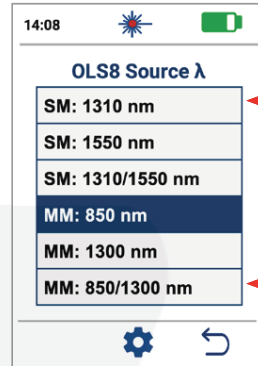 14:08
OLS8 Source λ
SM: 1310 nm
SM: 1550 nm
SM: 1310/1550 nm
MM: 850 nm
MM: 1300 nm
MM: 850/1300 nm